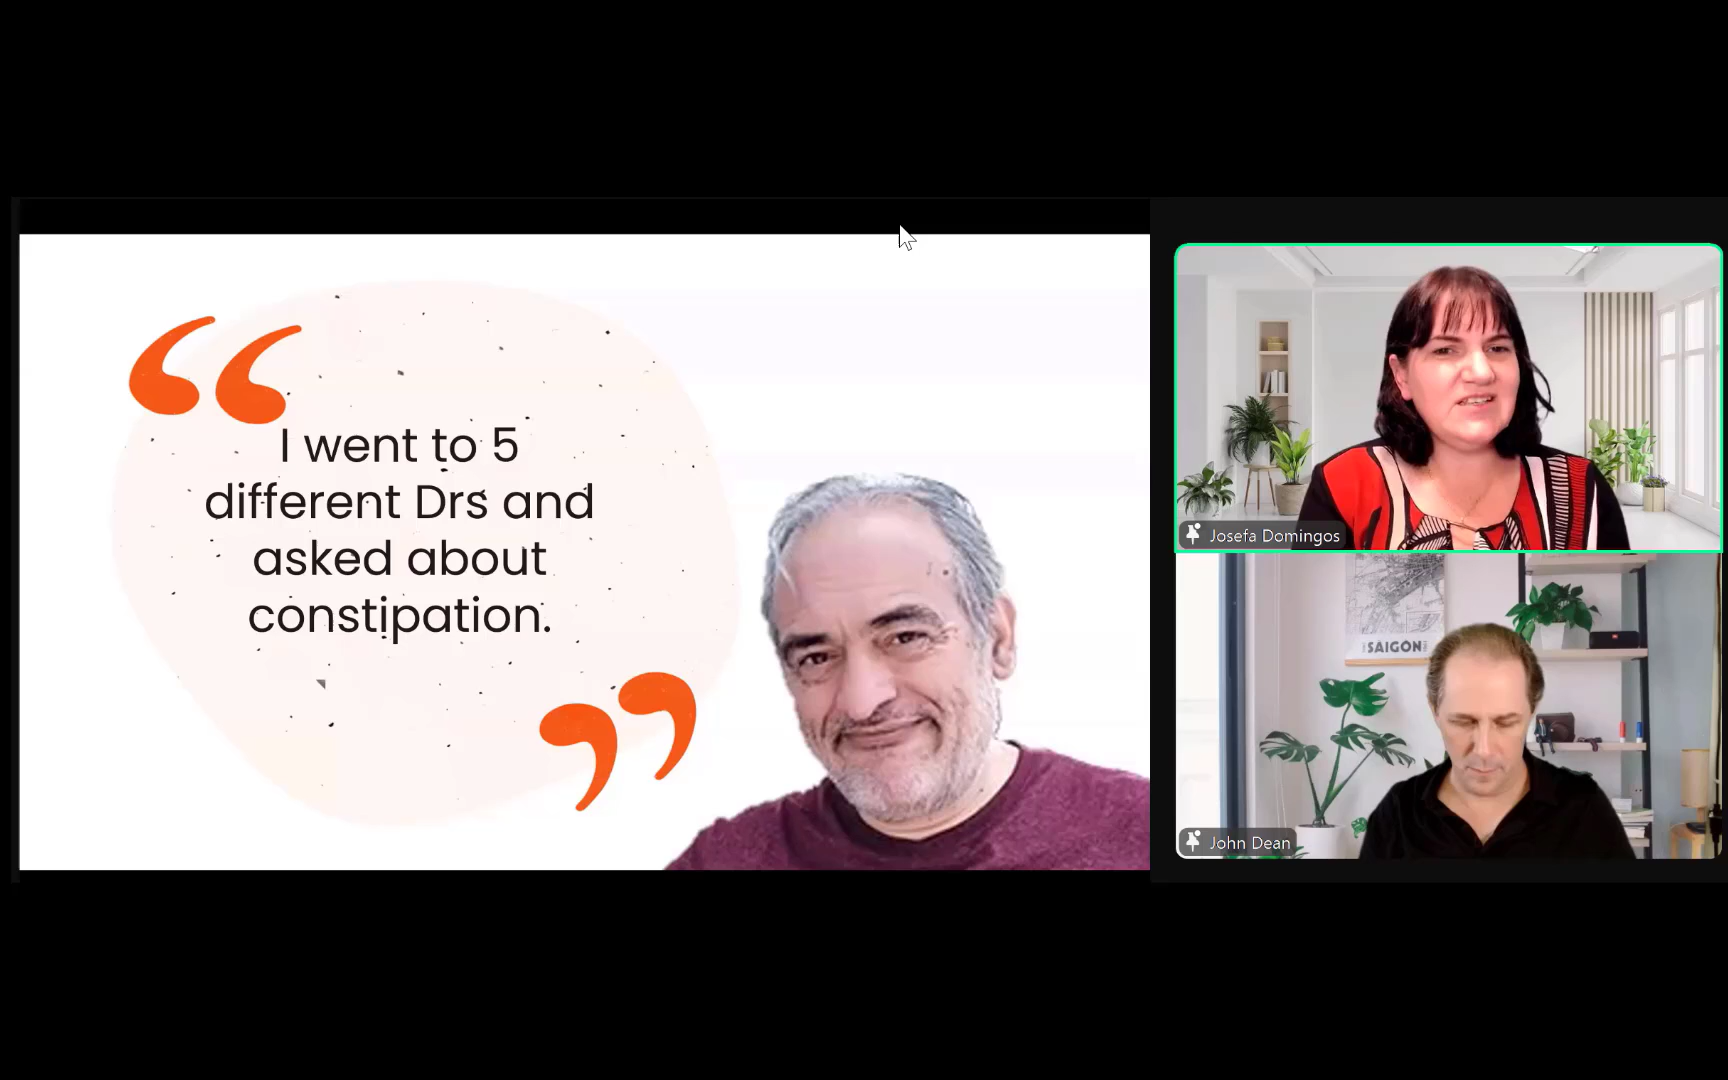 “
I went to 5
different Drs and
asked about
constipation.
”
Josefa Domingos
SAIGON
John Dean